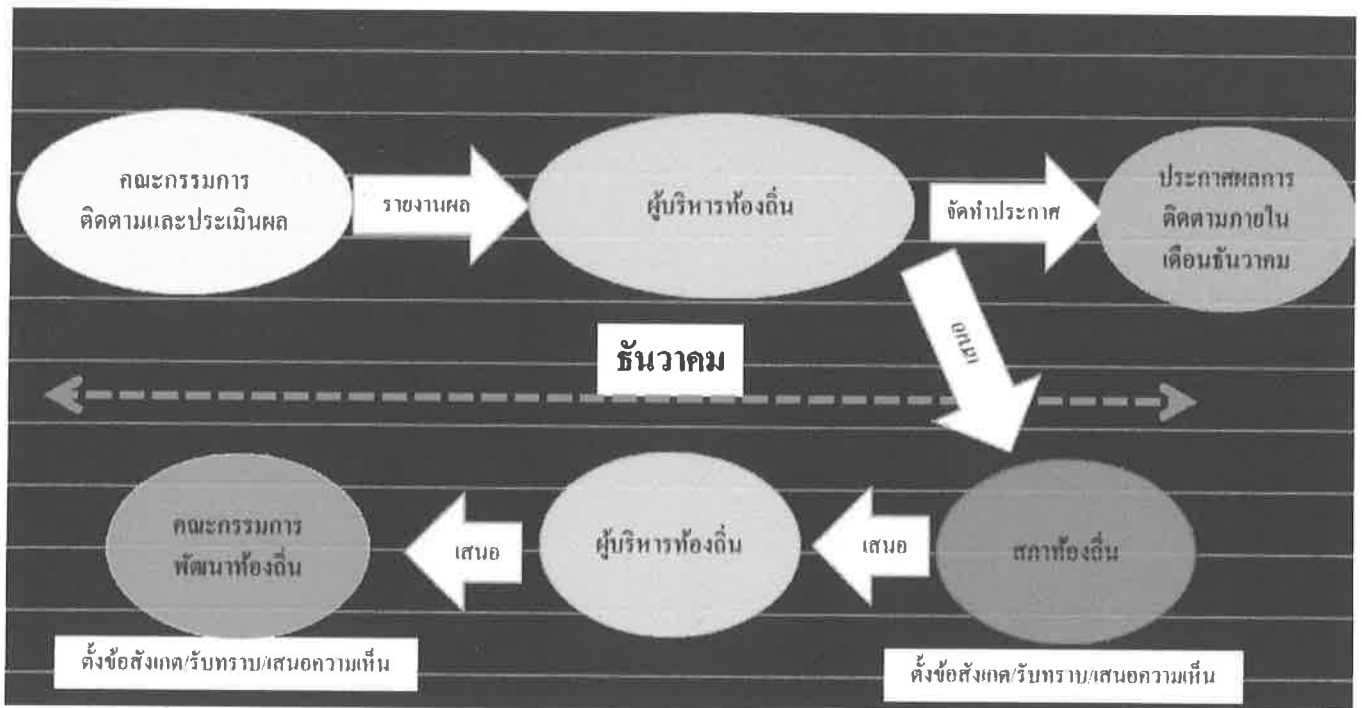 คณะกรรมการ
ติดตามและประเมินผล
รายงานผล
ผู้บริหารท้องถิ่น
จัดทำประกาศ
ประกาศผลการ
ติดตามภายใน
เดือนธันวาคม
เสนอ
ธันวาคม
สภาท้องถิ่น
เสนอ
ผู้บริหารท้องถิ่น
เสนอ
คณะกรรมการ
พัฒนาท้องถิ่น
ตั้งข้อสังเกต/รับทราบ/เสนอความเห็น
ตั้งข้อสังเกต/รับทราบ/เสนอความเห็น